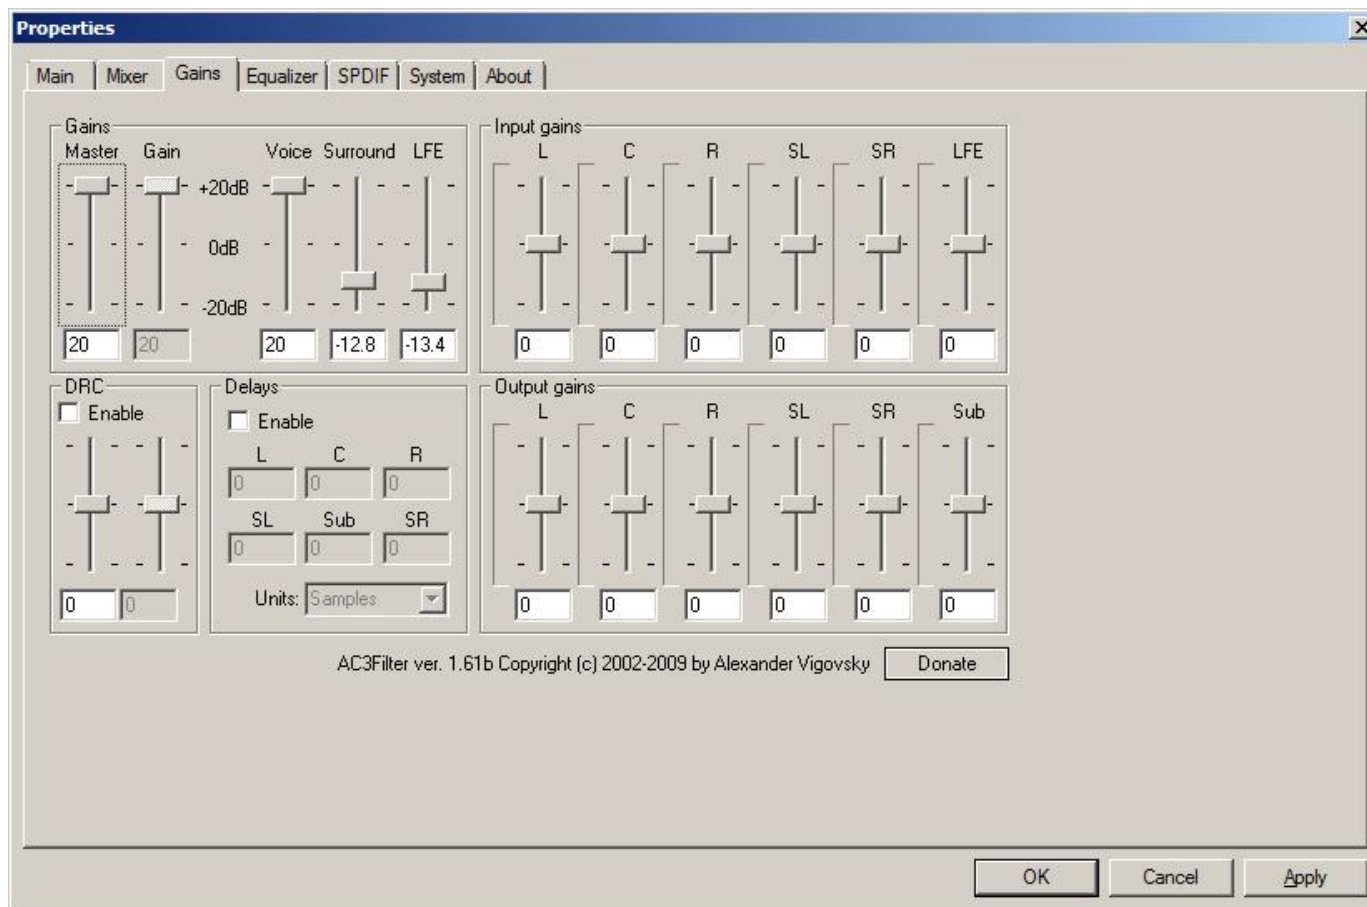 Properties
Main Mixer Gains Equalizer SPDIF System About
Gains
Master Gain Voice Surround LFE
+20dB
0dB
-20dB
20 20 20 -12.8 -13.4
Input gains
L C R SL SR LFE
0 0 0 0 0 0
DRC
Enable
0 0
Delays
Enable
L C R
0 0 0
SL Sub SR
0 0 0
Units: Samples
Output gains
L C R SL SR Sub
0 0 0 0 0 0
AC3Filter ver. 1.61b Copyright (c) 2002-2009 by Alexander Vigovsky Donate
OK Cancel Apply